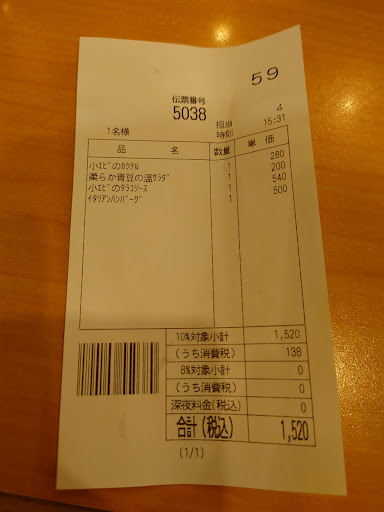 59
伝票番号
5038
担当 4
1名様 時刻 15:31
品 名 数量 単価
小ｴﾋﾞのｶｸﾃﾙ 1 280
柔らか青豆の温ｻﾗﾀﾞ 1 200
小ｴﾋﾞのﾀﾗｺｿｰｽ 1 540
ｲﾀﾘｱﾝﾊﾝﾊﾞｰｸﾞ 1 500
10%対象小計 1,520
(うち消費税) 138
8%対象小計 0
(うち消費税) 0
深夜料金(税込) 0
合計(税込) 1,520
(1/1)